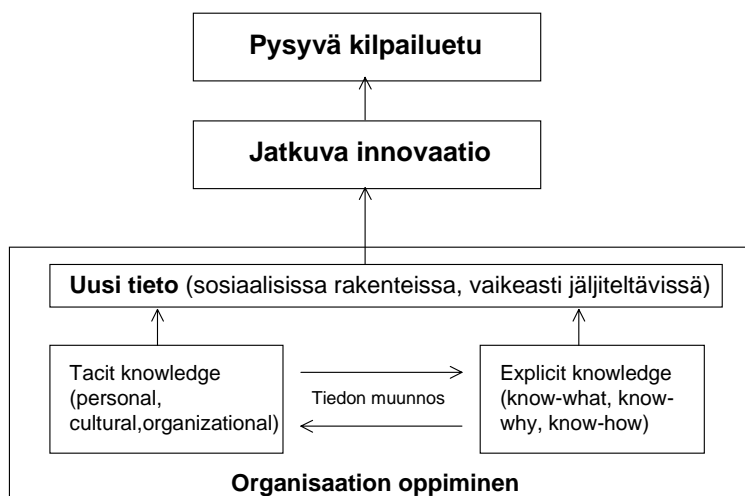 Pysyvä kilpailuetu
Jatkuva innovaatio
Uusi tieto (sosiaalisissa rakenteissa, vaikeasti jäljiteltävissä)
Tacit knowledge
(personal,
cultural,organizational)
Tiedon muunnos
Explicit knowledge
(know-what, know-
why, know-how)
Organisaation oppiminen